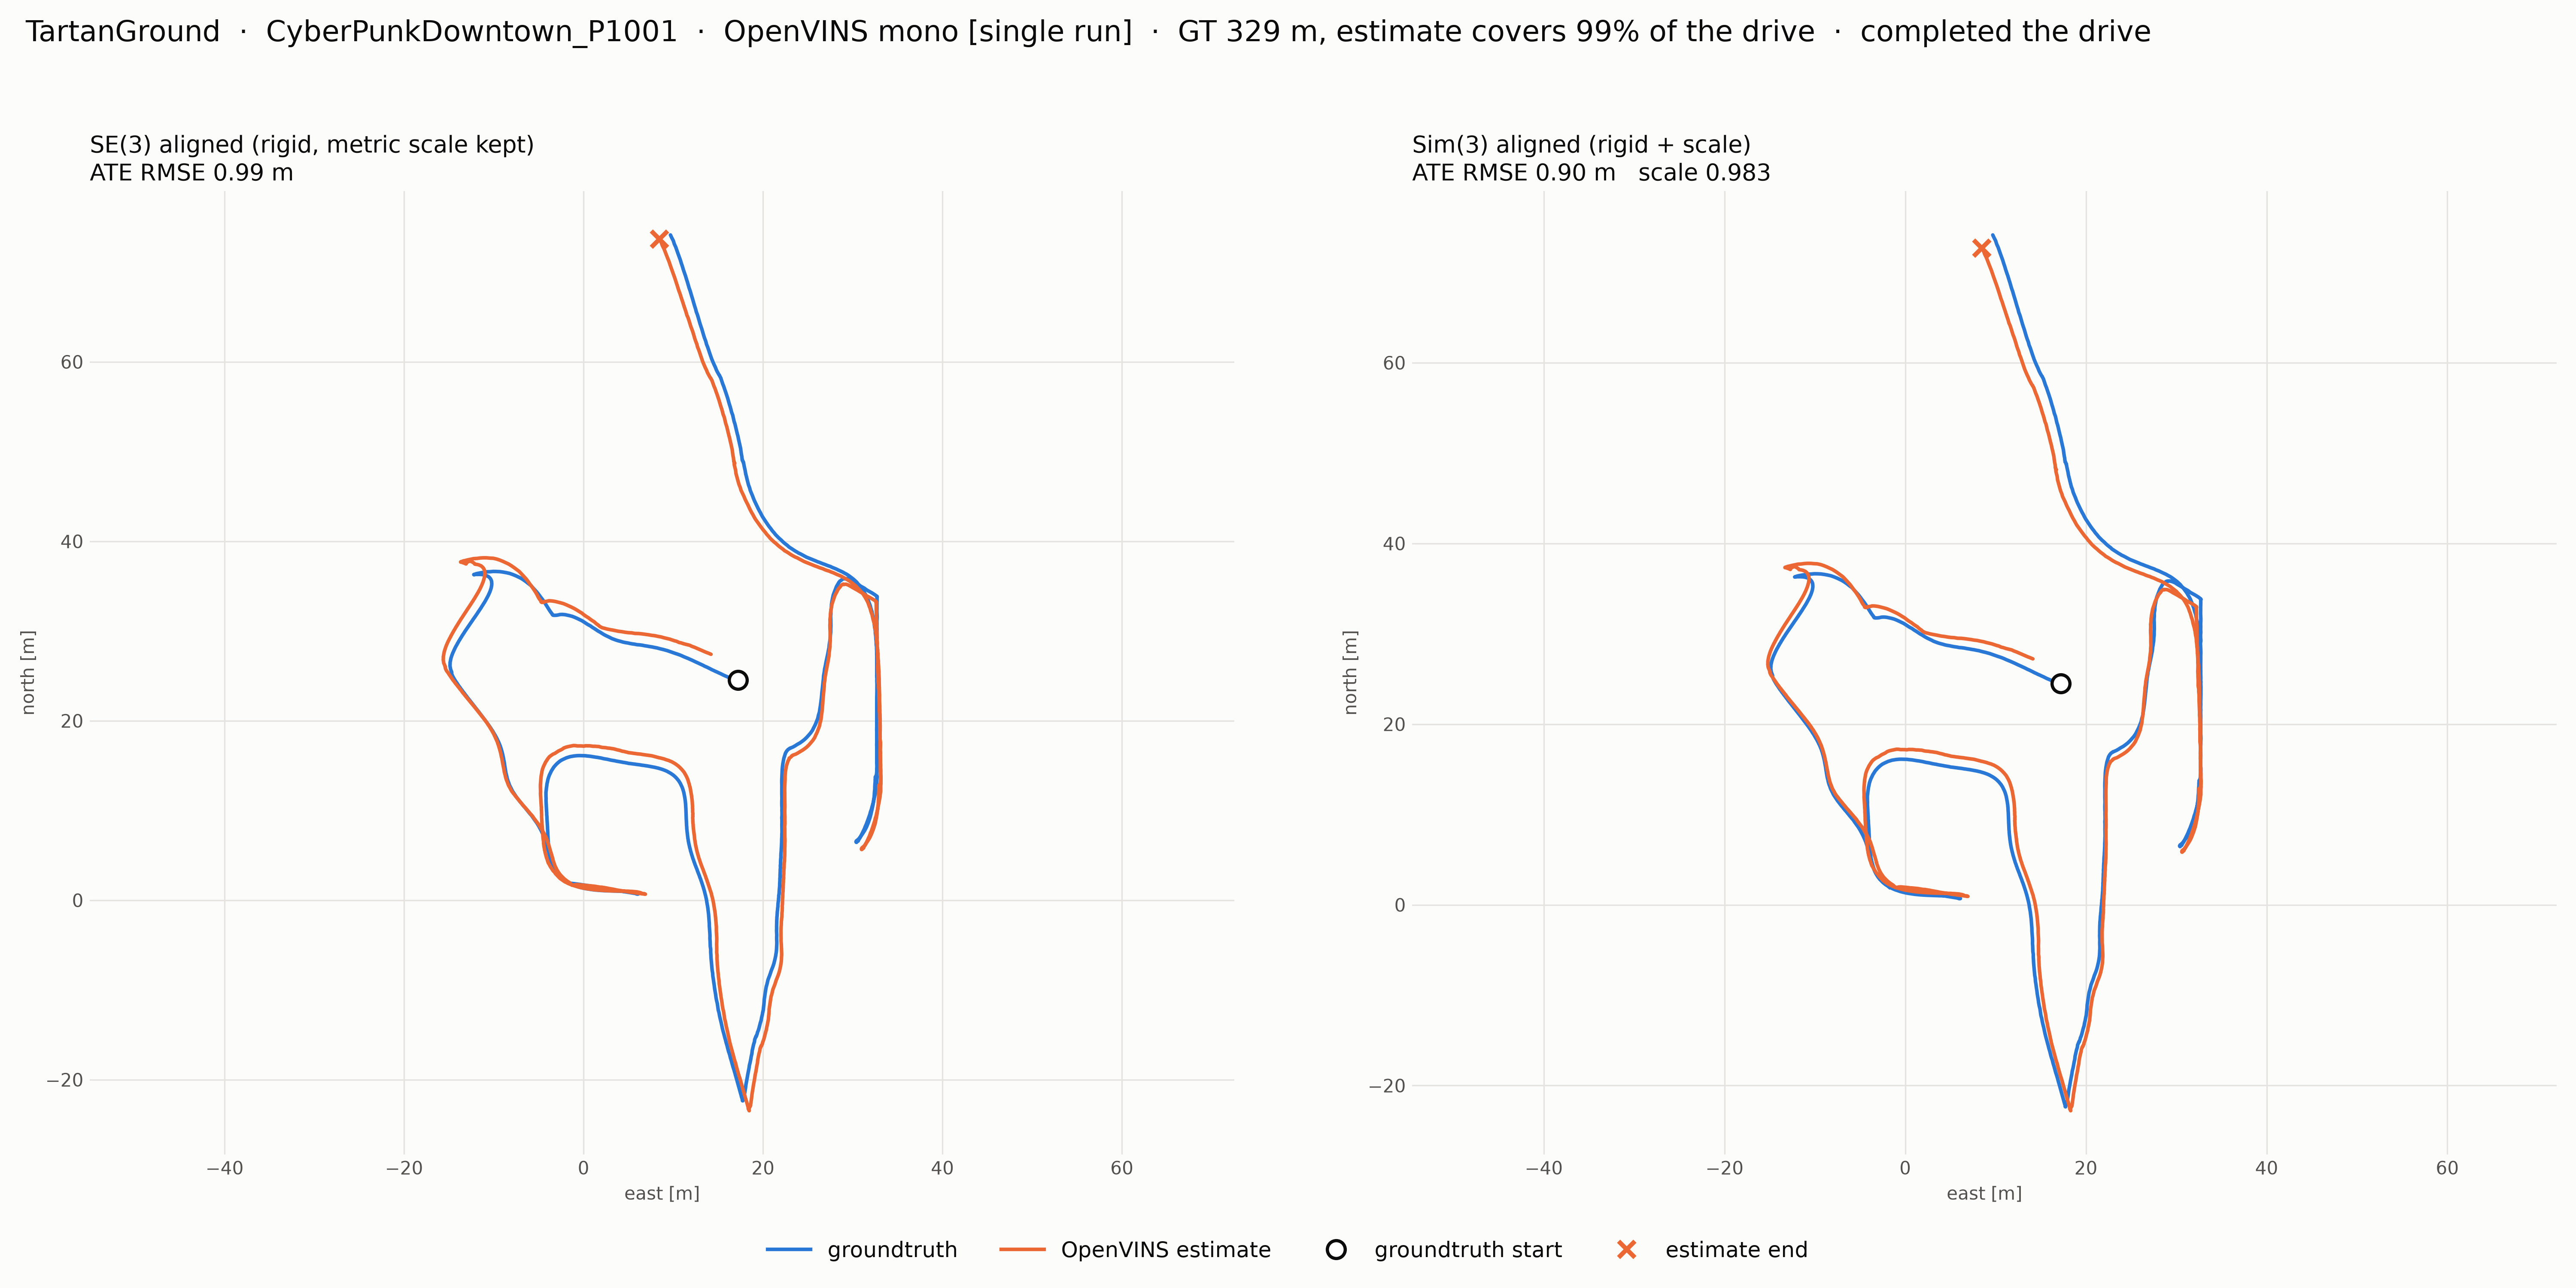 TartanGround · CyberPunkDowntown_P1001 · OpenVINS mono [single run] · GT 329 m, estimate covers 99% of the drive · completed the drive
SE(3) aligned (rigid, metric scale kept)
ATE RMSE 0.99 m
60
40
20
0
−20
north [m]
−40
−20
0
20
40
60
east [m]
Sim(3) aligned (rigid + scale)
ATE RMSE 0.90 m   scale 0.983
60
40
20
0
−20
north [m]
−40
−20
0
20
40
60
east [m]
groundtruth
OpenVINS estimate
groundtruth start
estimate end